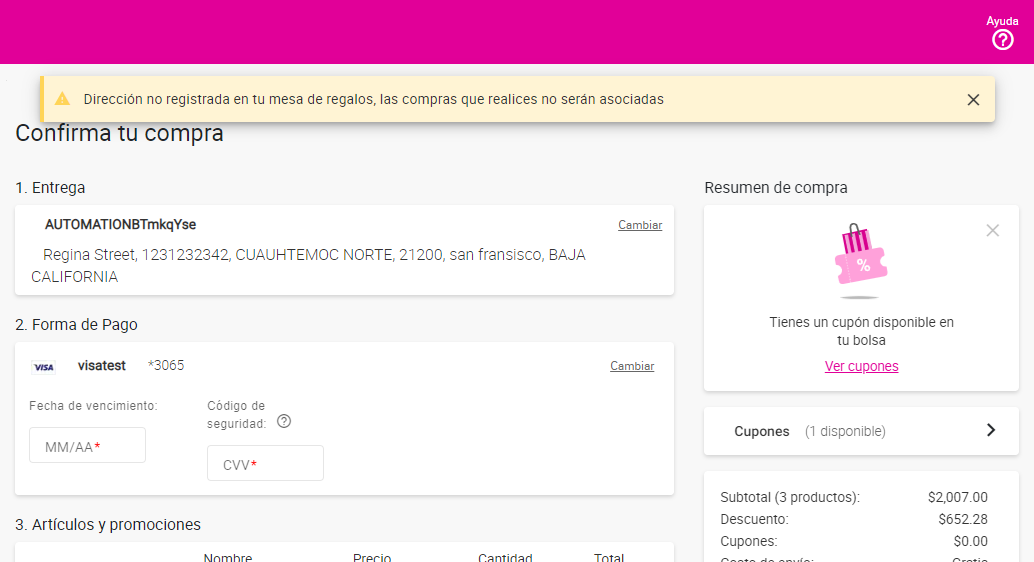 Ayuda
Dirección no registrada en tu mesa de regalos, las compras que realices no serán asociadas
Confirma tu compra
1. Entrega
AUTOMATIONBTmkqYse
Cambiar
Regina Street, 1231232342, CUAUHTEMOC NORTE, 21200, san fransisco, BAJA
CALIFORNIA
2. Forma de Pago
VISA visatest *3065
Cambiar
Fecha de vencimiento:
MM/AA*
Código de
seguridad:
CVV*
3. Artículos y promociones
Nombre Precio Cantidad Total
Resumen de compra
%
Tienes un cupón disponible en
tu bolsa
Ver cupones
Cupones (1 disponible)
Subtotal (3 productos): $2,007.00
Descuento: $652.28
Cupones: $0.00
Costo de envío: Gratis